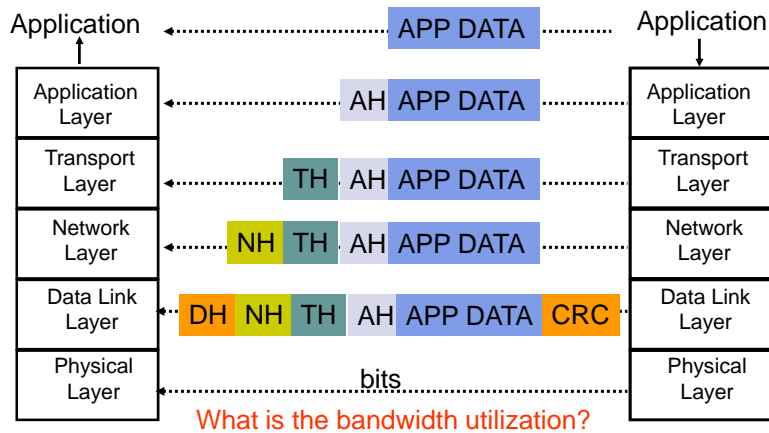 Application APP DATA Application
Application Layer AH APP DATA Application Layer
Transport Layer TH AH APP DATA Transport Layer
Network Layer NH TH AH APP DATA Network Layer
Data Link Layer DH NH TH AH APP DATA CRC Data Link Layer
Physical Layer bits Physical Layer
What is the bandwidth utilization?